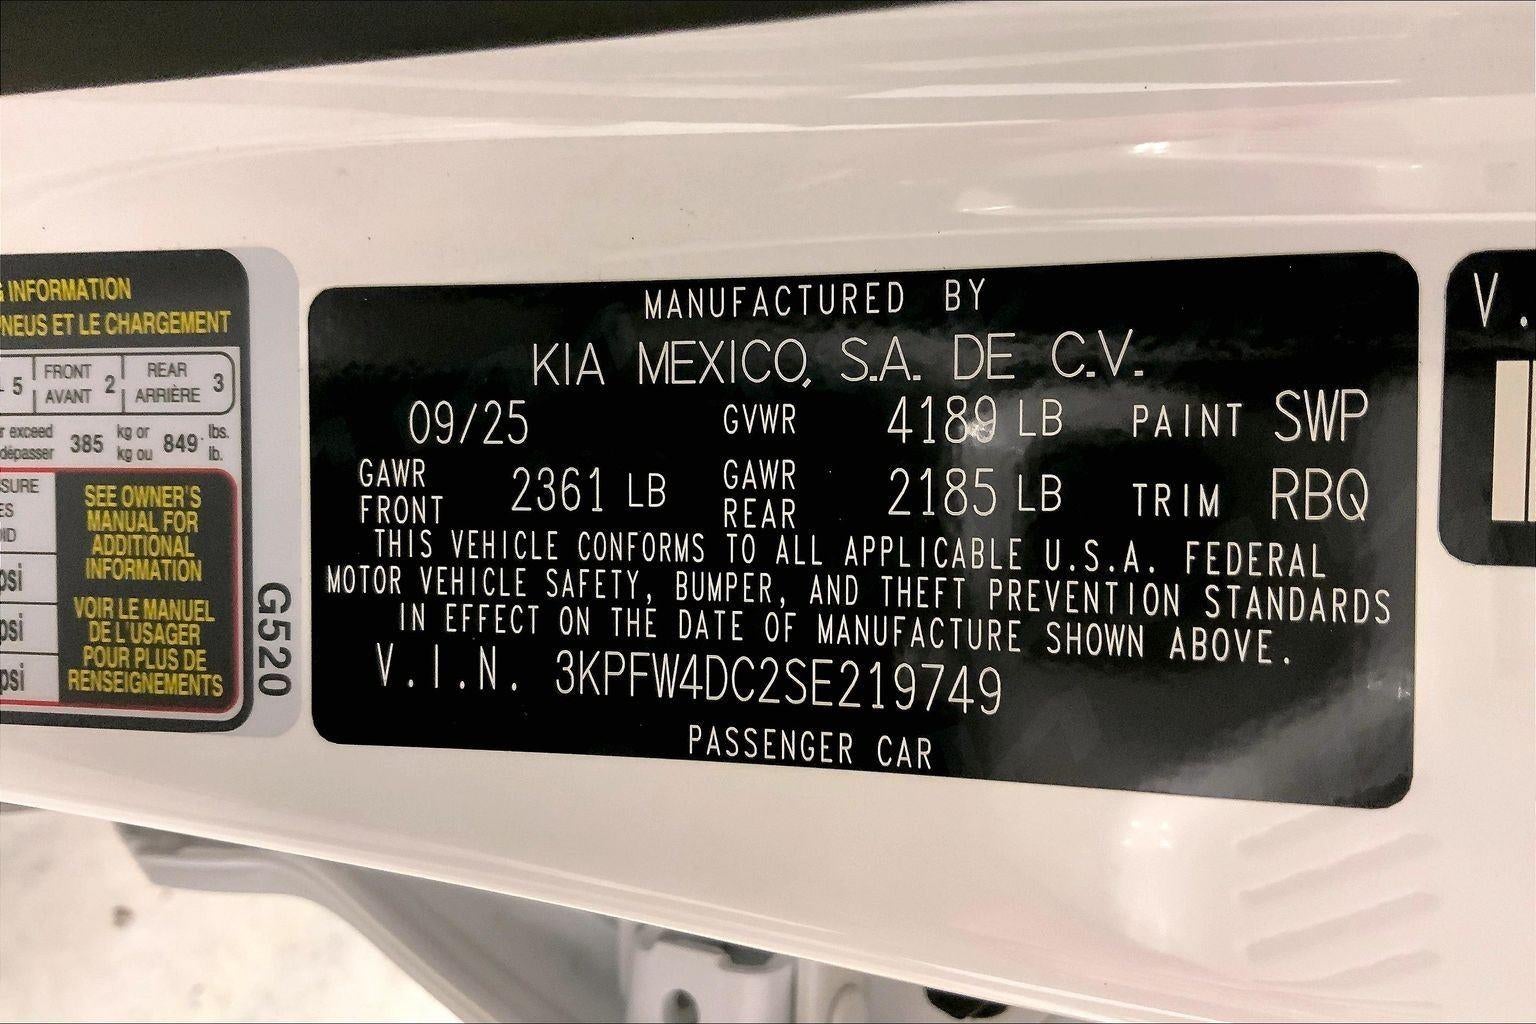 G INFORMATION
PNEUS ET LE CHARGEMENT
5 FRONT AVANT 2 REAR ARRIÈRE 3
exceed dépasser 385 kg or kg ou 849 lbs. lb.
SEE OWNER'S
MANUAL FOR
ADDITIONAL
INFORMATION
psi
VOIR LE MANUEL
psi
DE L'USAGER
POUR PLUS DE
psi
RENSEIGNEMENTS
G520
MANUFACTURED BY
KIA MEXICO, S.A. DE C.V.
09/25 GVWR 4189 LB PAINT SWP
GAWR FRONT 2361 LB GAWR REAR 2185 LB TRIM RBQ
THIS VEHICLE CONFORMS TO ALL APPLICABLE U.S.A. FEDERAL
MOTOR VEHICLE SAFETY, BUMPER, AND THEFT PREVENTION STANDARDS
IN EFFECT ON THE DATE OF MANUFACTURE SHOWN ABOVE.
V.I.N. 3KPFW4DC2SE219749
PASSENGER CAR
V.